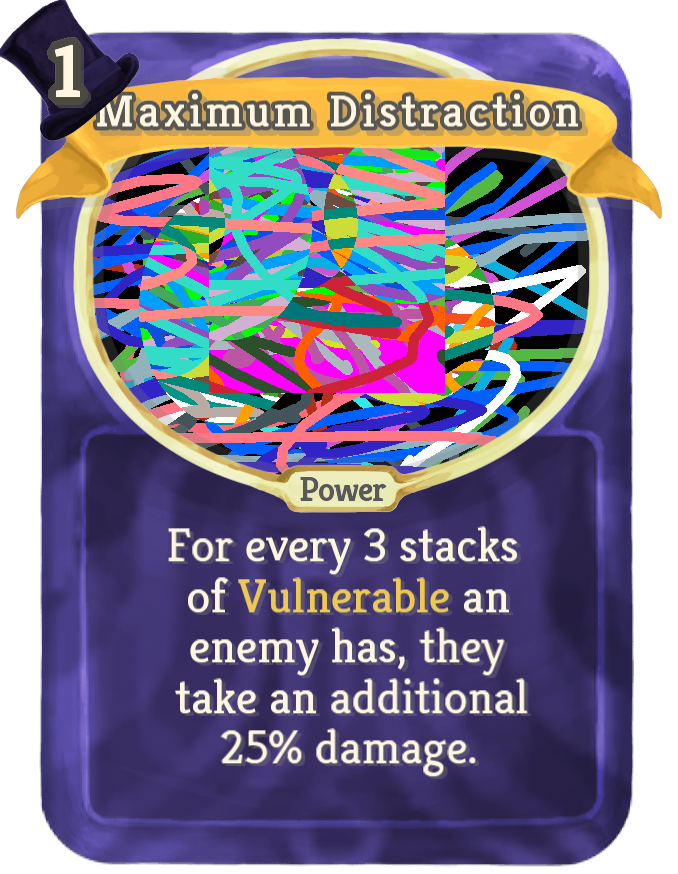 1
Maximum Distraction
Power
For every 3 stacks
of Vulnerable an
enemy has, they
take an additional
25% damage.